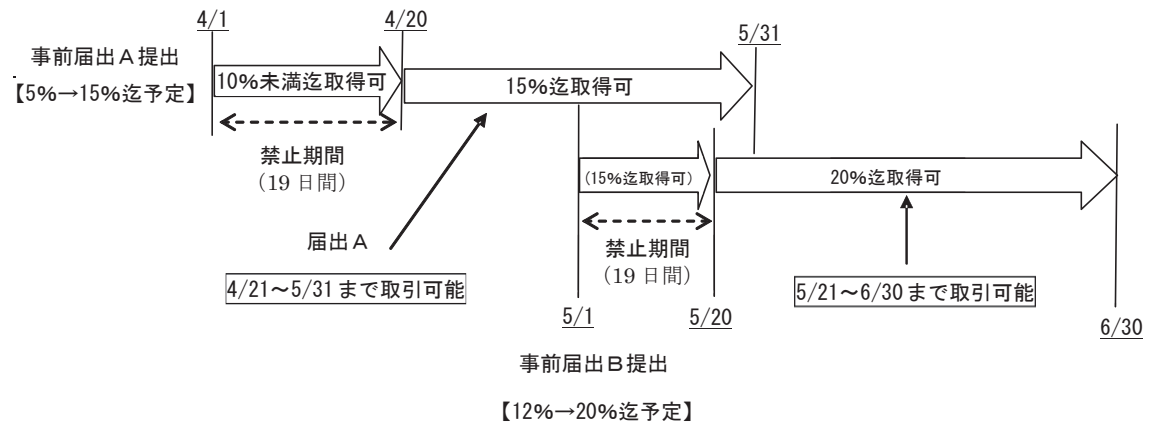 4/1
4/20
5/31
事前届出A提出
【5%→15%迄予定】
10%未満迄取得可
15%迄取得可
禁止期間
（19日間）
(15%迄取得可)
20%迄取得可
届出A
禁止期間
（19日間）
4/21～5/31まで取引可能
5/21～6/30まで取引可能
5/1
5/20
6/30
事前届出B提出
【12%→20%迄予定】